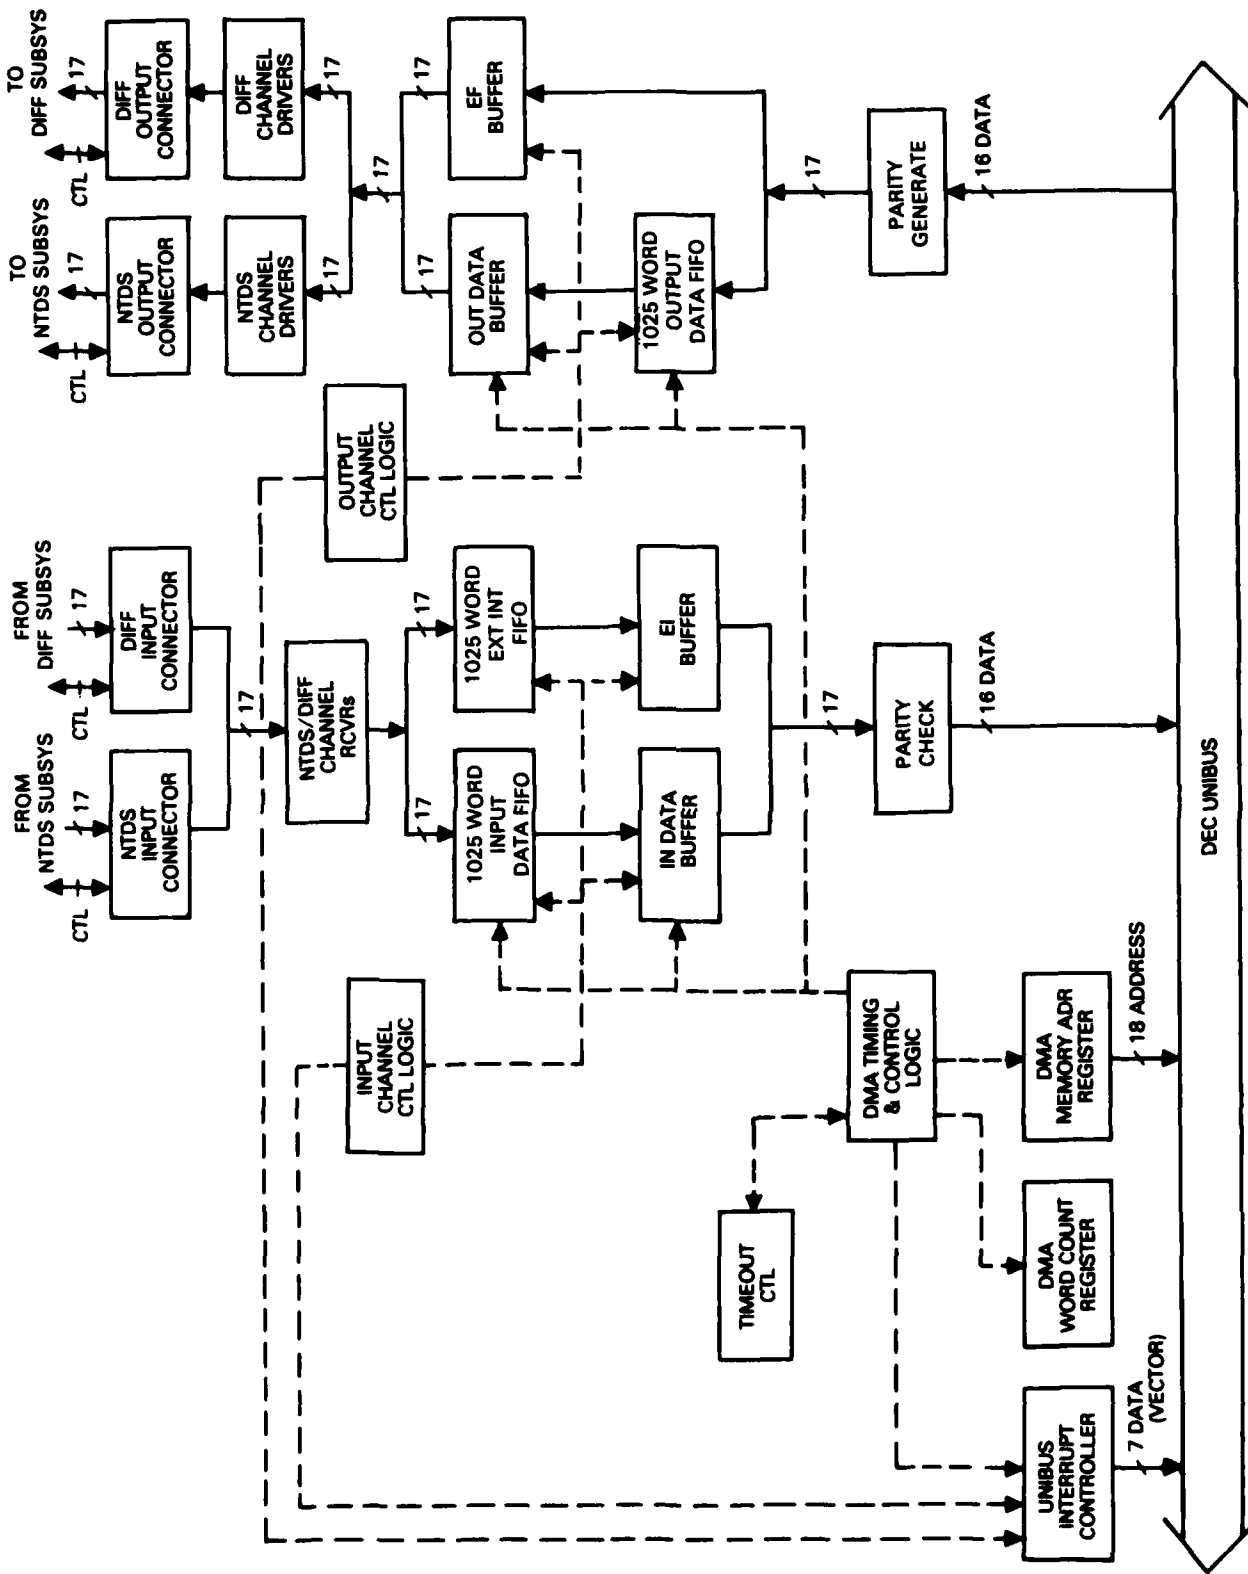 FROM
NTDS SUBSYS
CTL
17
NTDS
INPUT
CONNECTOR
FROM
DIFF SUBSYS
CTL
17
DIFF
INPUT
CONNECTOR
17
NTDS/DIFF
CHANNEL
RCVRs
TO
NTDS SUBSYS
CTL
17
NTDS
OUTPUT
CONNECTOR
TO
DIFF SUBSYS
CTL
17
DIFF
OUTPUT
CONNECTOR
NTDS
CHANNEL
DRIVERS
DIFF
CHANNEL
DRIVERS
17
17
17
INPUT
CHANNEL
CTL LOGIC
OUTPUT
CHANNEL
CTL LOGIC
17
17
1025 WORD
INPUT
DATA FIFO
1025 WORD
EXT INT
FIFO
17
17
OUT DATA
BUFFER
EF
BUFFER
IN DATA
BUFFER
EI
BUFFER
1025 WORD
OUTPUT
DATA FIFO
TIMEOUT
CTL
DMA TIMING
& CONTROL
LOGIC
17
PARITY
CHECK
16 DATA
17
PARITY
GENERATE
16 DATA
UNIBUS
INTERRUPT
CONTROLLER
7 DATA
(VECTOR)
DMA
WORD COUNT
REGISTER
DMA
MEMORY ADR
REGISTER
18 ADDRESS
DEC UNIBUS